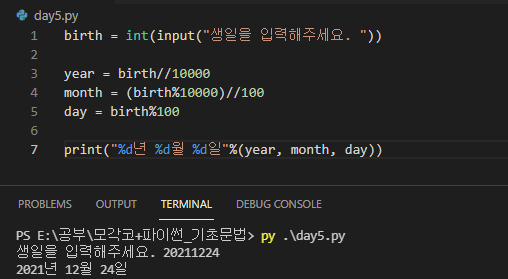 day5.py
1 birth = int(input("생일을 입력해주세요. "))
2
3 year = birth//10000
4 month = (birth%10000)//100
5 day = birth%100
6
7 print("%d년 %d월 %d일"%(year, month, day))
PROBLEMS OUTPUT TERMINAL DEBUG CONSOLE
PS E:\공부\모각코+파이썬_기초문법> py .\day5.py
생일을 입력해주세요. 20211224
2021년 12월 24일